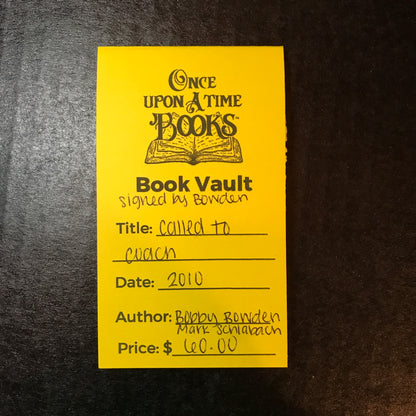 ONCE
UPON A TIME
BOOKS™
Book Vault
signed by Bowden
Title: called to
coach
Date: 2010
Author: Bobby Bowden
Mark Schlabach
Price: $ 60.00